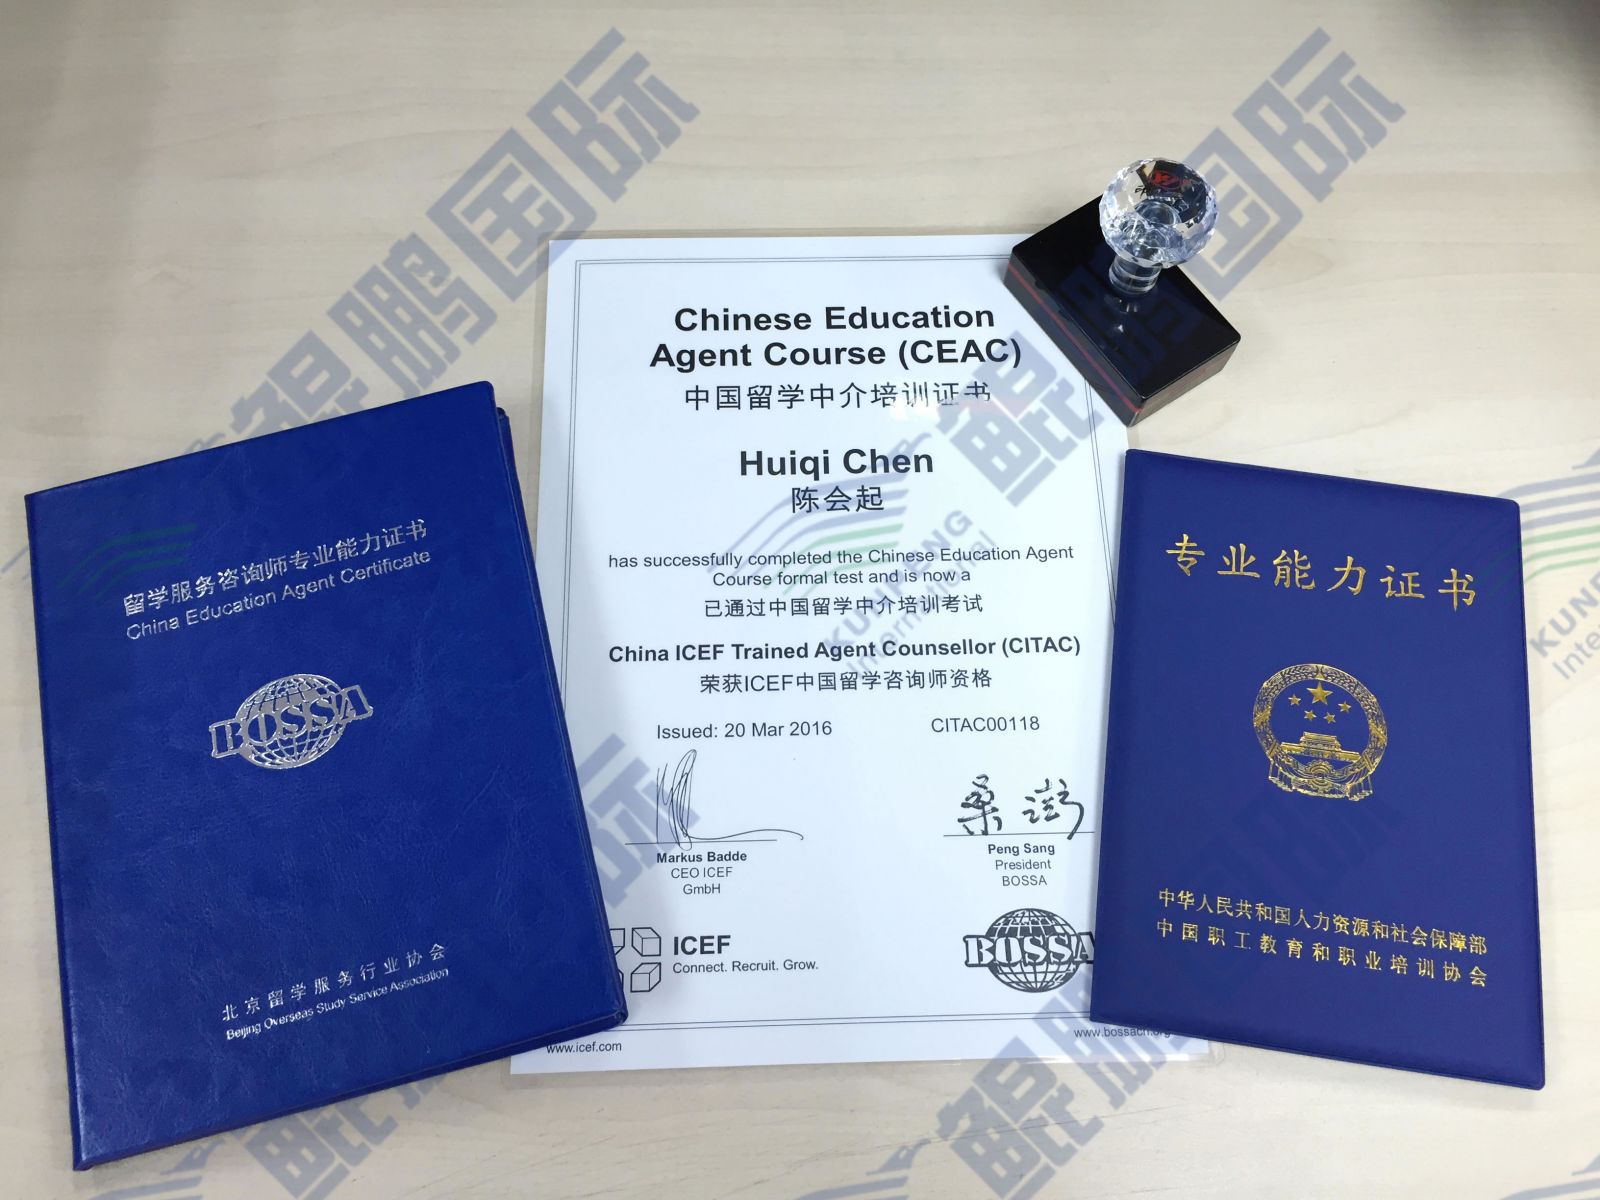 Chinese Education
Agent Course (CEAC)
中国留学中介培训证书
Huiqi Chen
陈会起
has successfully completed the Chinese Education Agent
Course formal test and is now a
已通过中国留学中介培训考试
China ICEF Trained Agent Counsellor (CITAC)
荣获ICEF中国留学咨询师资格
Issued: 20 Mar 2016
CITAC00118
桑澎
Markus Badde
CEO ICEF
GmbH
Peng Sang
President
BOSSA
ICEF
Connect. Recruit. Grow.
BOSSA
www.icef.com
www.bossacn.org
留学服务咨询师专业能力证书
China Education Agent Certificate
BOSSA
北京留学服务行业协会
Beijing Overseas Study Service Association
专业能力证书
中华人民共和国人力资源和社会保障部
中国职工教育和职业培训协会
鲲鹏国际
KUNPENG
International